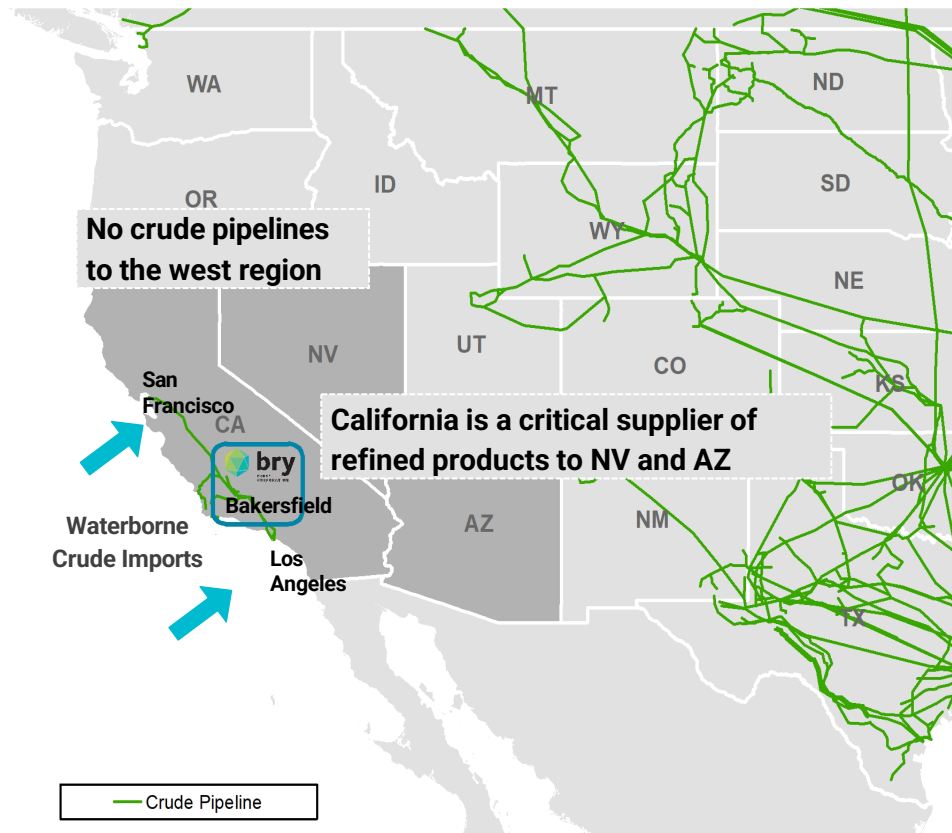 WA
MT
ND
ID
OR
SD
No crude pipelines
to the west region
WY
NE
NV
UT
CO
KS
San
Francisco
CA
California is a critical supplier of
refined products to NV and AZ
bry
Bakersfield
OK
AZ
NM
Waterborne
Crude Imports
Los
Angeles
TX
Crude Pipeline